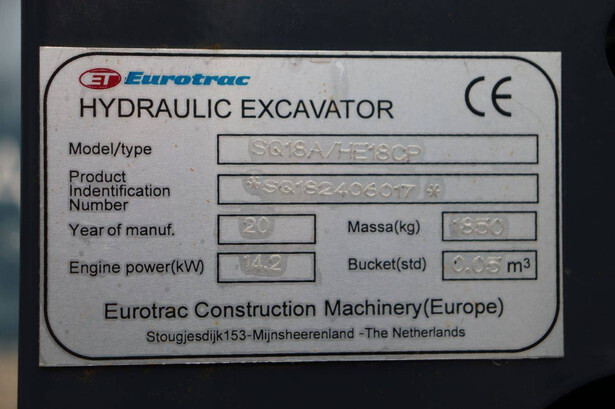 ET Eurotrac
HYDRAULIC EXCAVATOR
CE
Model/type SQ18A/HE18CP
Product
Indentification
Number *SQ182406017*
Year of manuf. 20 Massa(kg) 1850
Engine power(kW) 14.2 Bucket(std) 0.05 m³
Eurotrac Construction Machinery(Europe)
Stougjesdijk153-Mijnsheerenland -The Netherlands